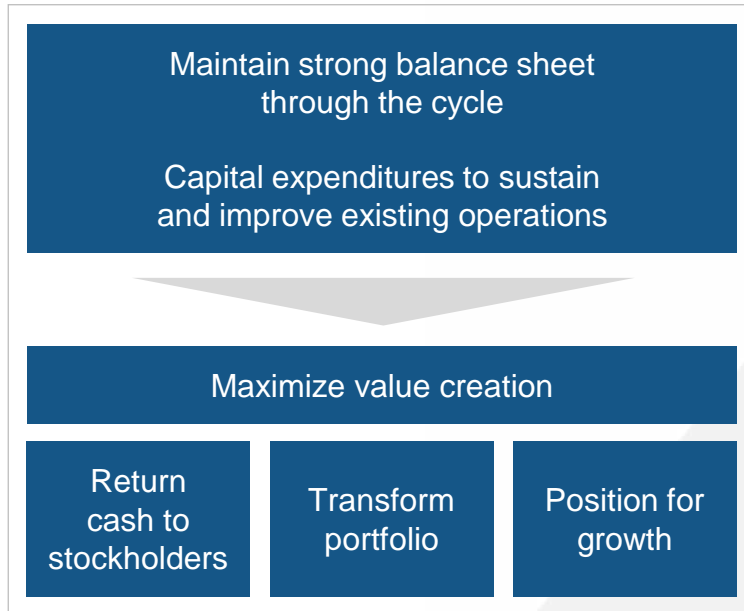 Maintain strong balance sheet
through the cycle
Capital expenditures to sustain
and improve existing operations
Maximize value creation
Return
cash to
stockholders
Transform
portfolio
Position for
growth